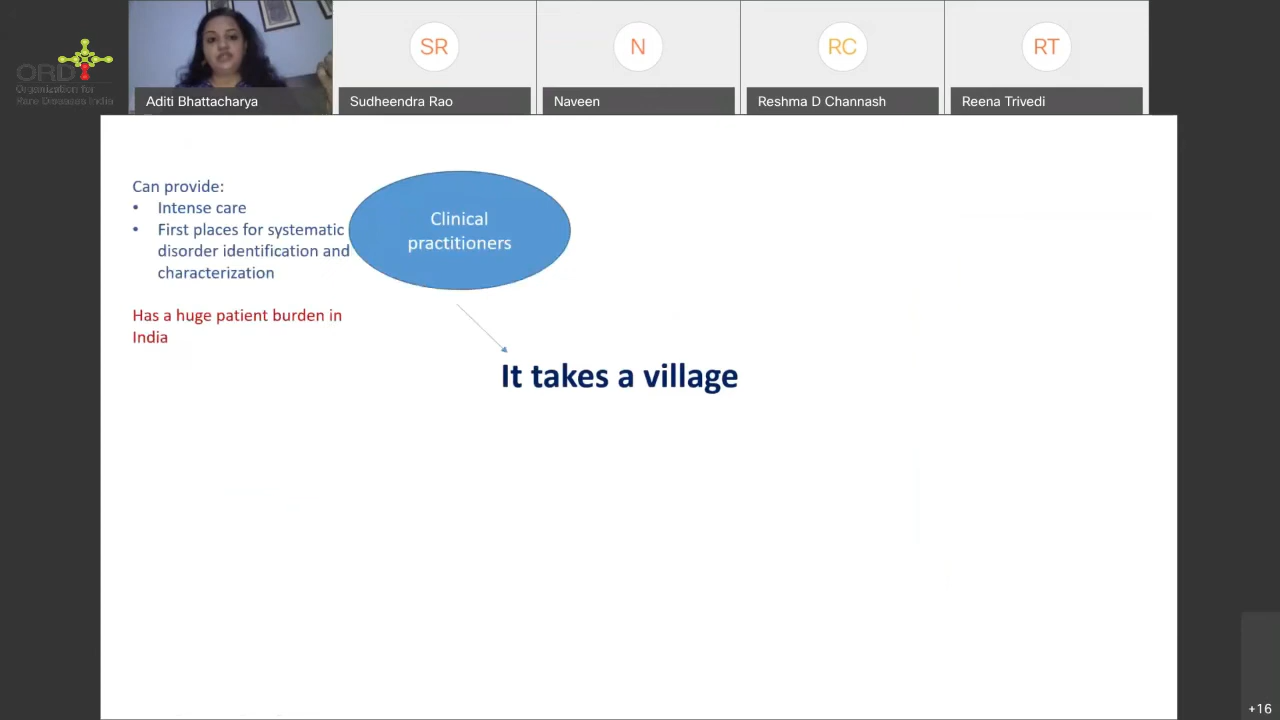 ORDI
Organization for
Rare Diseases India
Aditi Bhattacharya
SR
Sudheendra Rao
N
Naveen
RC
Reshma D Channash
RT
Reena Trivedi
Can provide:
• Intense care
• First places for systematic
disorder identification and
characterization
Has a huge patient burden in
India
Clinical
practitioners
It takes a village
+16